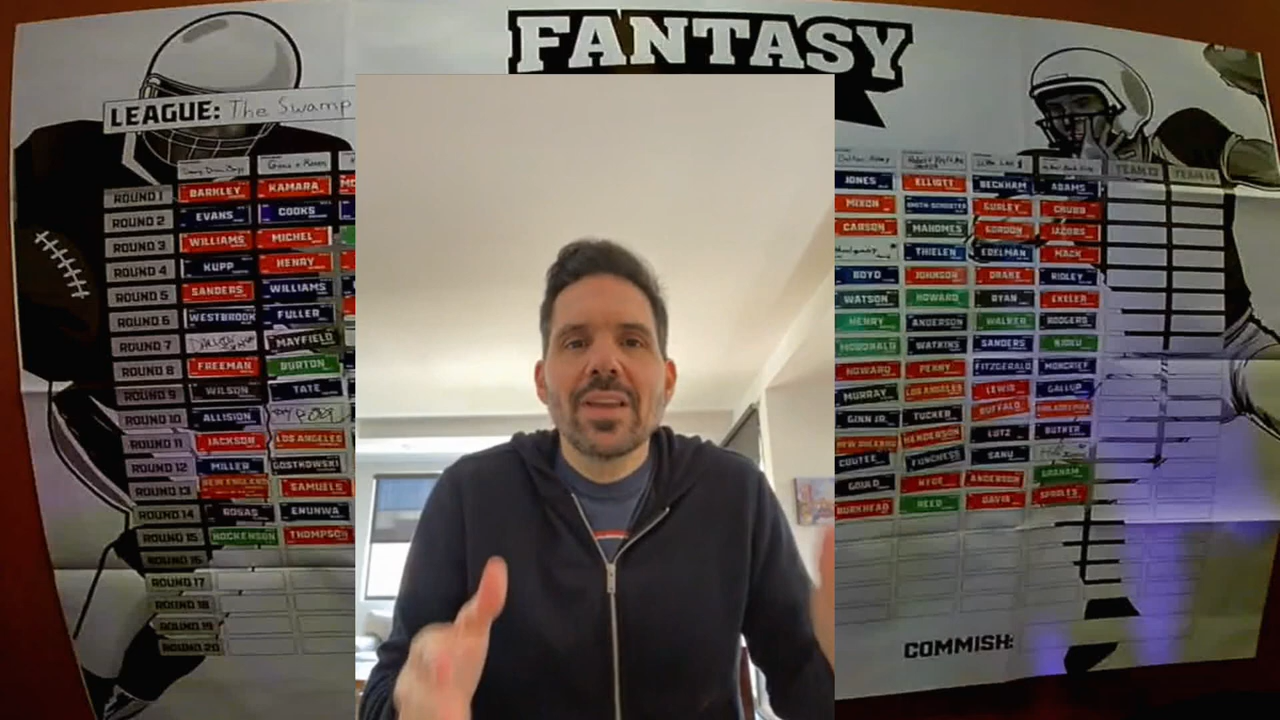 FANTASY
LEAGUE: The Swamp
TEAM 13 TEAM 14
ROUND 1 BARKLEY KAMARA JONES ELLIOTT BECKHAM ADAMS
ROUND 2 EVANS COOKS MIXON SMITH-SCHUSTER GURLEY CHUBB
ROUND 3 WILLIAMS MICHEL CARSON MAHOMES GORDON JACOBS
ROUND 4 KUPP HENRY THIELEN EDELMAN MACK
ROUND 5 SANDERS WILLIAMS BOYD JOHNSON DRAKE RIDLEY
ROUND 6 WESTBROOK FULLER WATSON HOWARD RYAN EKELER
ROUND 7 MAYFIELD HENRY ANDERSON WALKER RODGERS
ROUND 8 FREEMAN BURTON MCDONALD WATKINS SANDERS NJOKU
ROUND 9 WILSON TATE HOWARD PENNY FITZGERALD MONCRIEF
ROUND 10 ALLISION MURRAY LOS ANGELES LEWIS GALLUP
ROUND 11 JACKSON LOS ANGELES GINN JR. TUCKER BUFFALO PHILADELPHIA
ROUND 12 MILLER GOSTKOWSKI NEW ORLEANS HENDERSON LUTZ BUTKER
ROUND 13 NEW ENGLAND SAMUELS COUTEE FUNCHESS SANU
ROUND 14 ROSAS ENUNWA GOULD HYDE ANDERSON GRAHAM
ROUND 15 HOCKENSON THOMPSO BURKHEAD REED DAVIS SPROLES
ROUND 16
ROUND 17
ROUND 18
ROUND 19
ROUND 20
COMMISH: